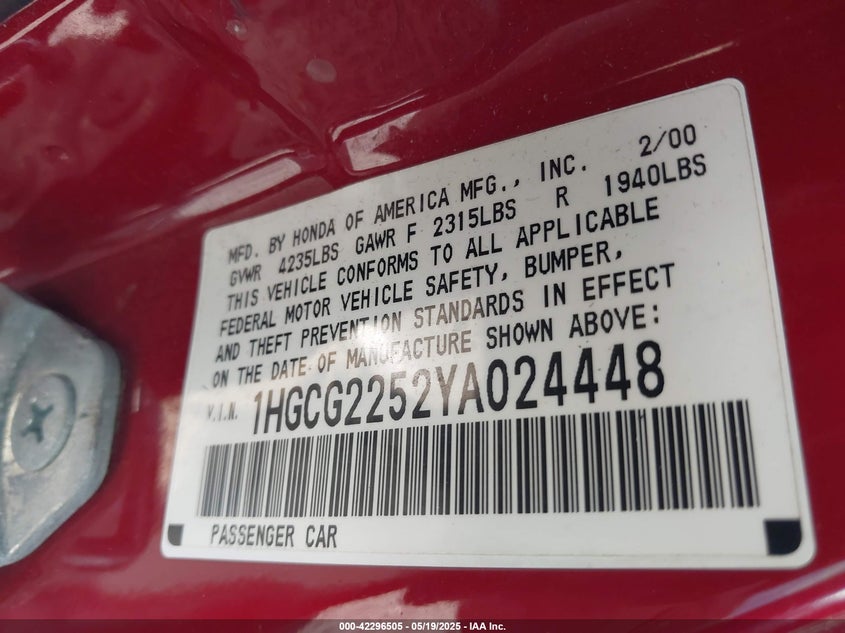 MFD. BY HONDA OF AMERICA MFG., INC. 2/00
GVWR 4235LBS GAWR F 2315LBS R 1940LBS
THIS VEHICLE CONFORMS TO ALL APPLICABLE
FEDERAL MOTOR VEHICLE SAFETY, BUMPER,
AND THEFT PREVENTION STANDARDS IN EFFECT
ON THE DATE OF MANUFACTURE SHOWN ABOVE:
V.I.N. 1HGCG2252YA024448
PASSENGER CAR
000-42296505 — 05/19/2025 — IAA Inc.